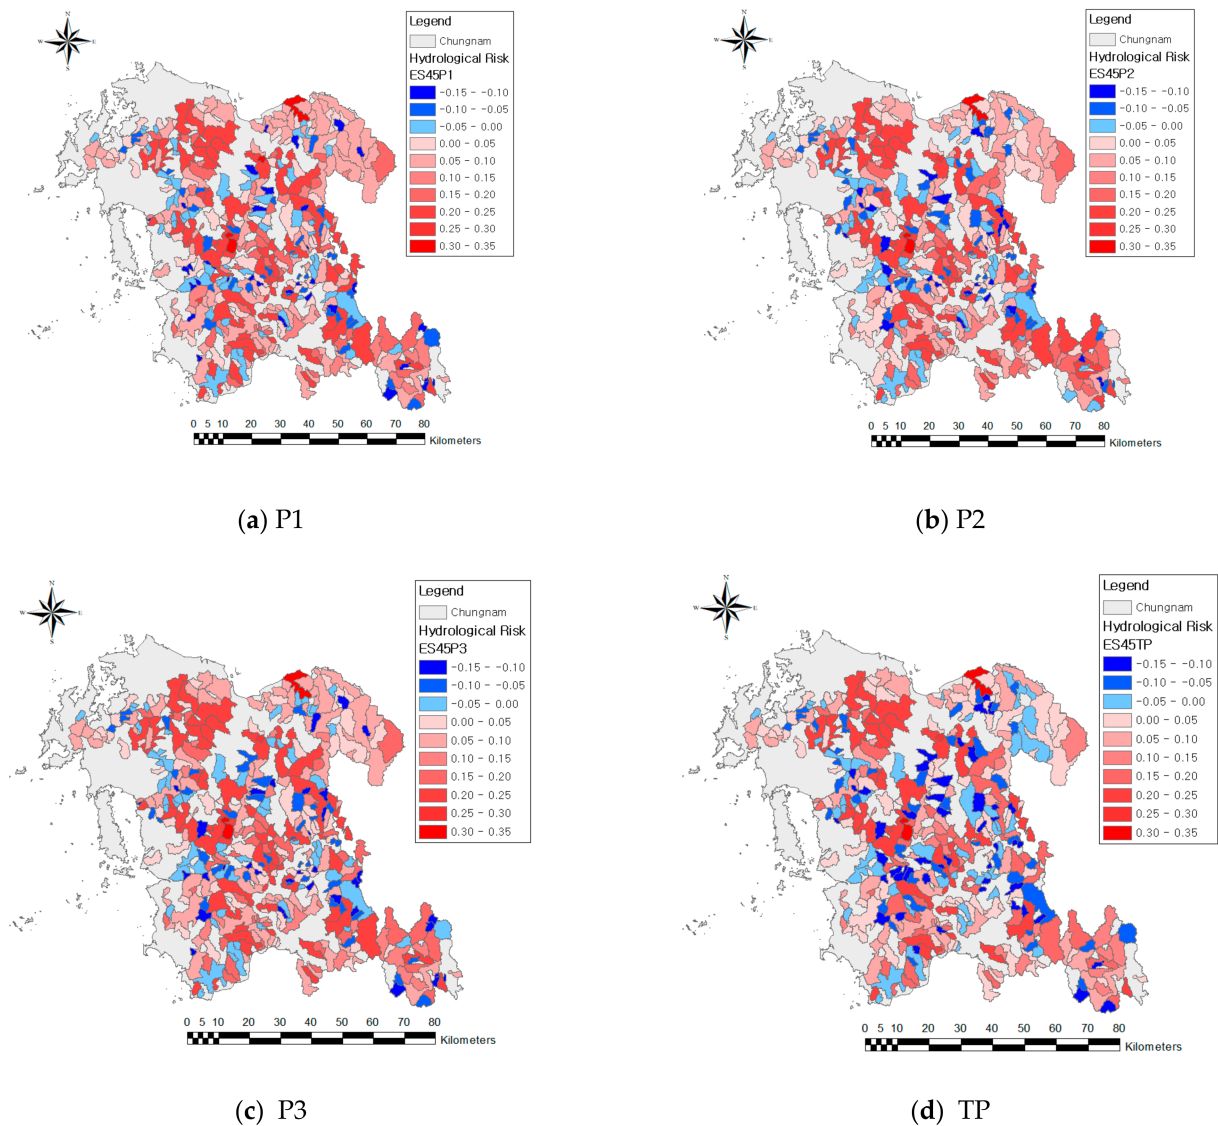 N
W E
S
Legend
Chungnam
Hydrological Risk
ES45P1
-0.15 - -0.10
-0.10 - -0.05
-0.05 - 0.00
0.00 - 0.05
0.05 - 0.10
0.10 - 0.15
0.15 - 0.20
0.20 - 0.25
0.25 - 0.30
0.30 - 0.35
0 5 10 20 30 40 50 60 70 80
Kilometers
(a) P1
N
W E
S
Legend
Chungnam
Hydrological Risk
ES45P2
-0.15 - -0.10
-0.10 - -0.05
-0.05 - 0.00
0.00 - 0.05
0.05 - 0.10
0.10 - 0.15
0.15 - 0.20
0.20 - 0.25
0.25 - 0.30
0.30 - 0.35
0 5 10 20 30 40 50 60 70 80
Kilometers
(b) P2
N
W E
S
Legend
Chungnam
Hydrological Risk
ES45P3
-0.15 - -0.10
-0.10 - -0.05
-0.05 - 0.00
0.00 - 0.05
0.05 - 0.10
0.10 - 0.15
0.15 - 0.20
0.20 - 0.25
0.25 - 0.30
0.30 - 0.35
0 5 10 20 30 40 50 60 70 80
Kilometers
(c) P3
N
W E
S
Legend
Chungnam
Hydrological Risk
ES45TP
-0.15 - -0.10
-0.10 - -0.05
-0.05 - 0.00
0.00 - 0.05
0.05 - 0.10
0.10 - 0.15
0.15 - 0.20
0.20 - 0.25
0.25 - 0.30
0.30 - 0.35
0 5 10 20 30 40 50 60 70 80
Kilometers
(d) TP